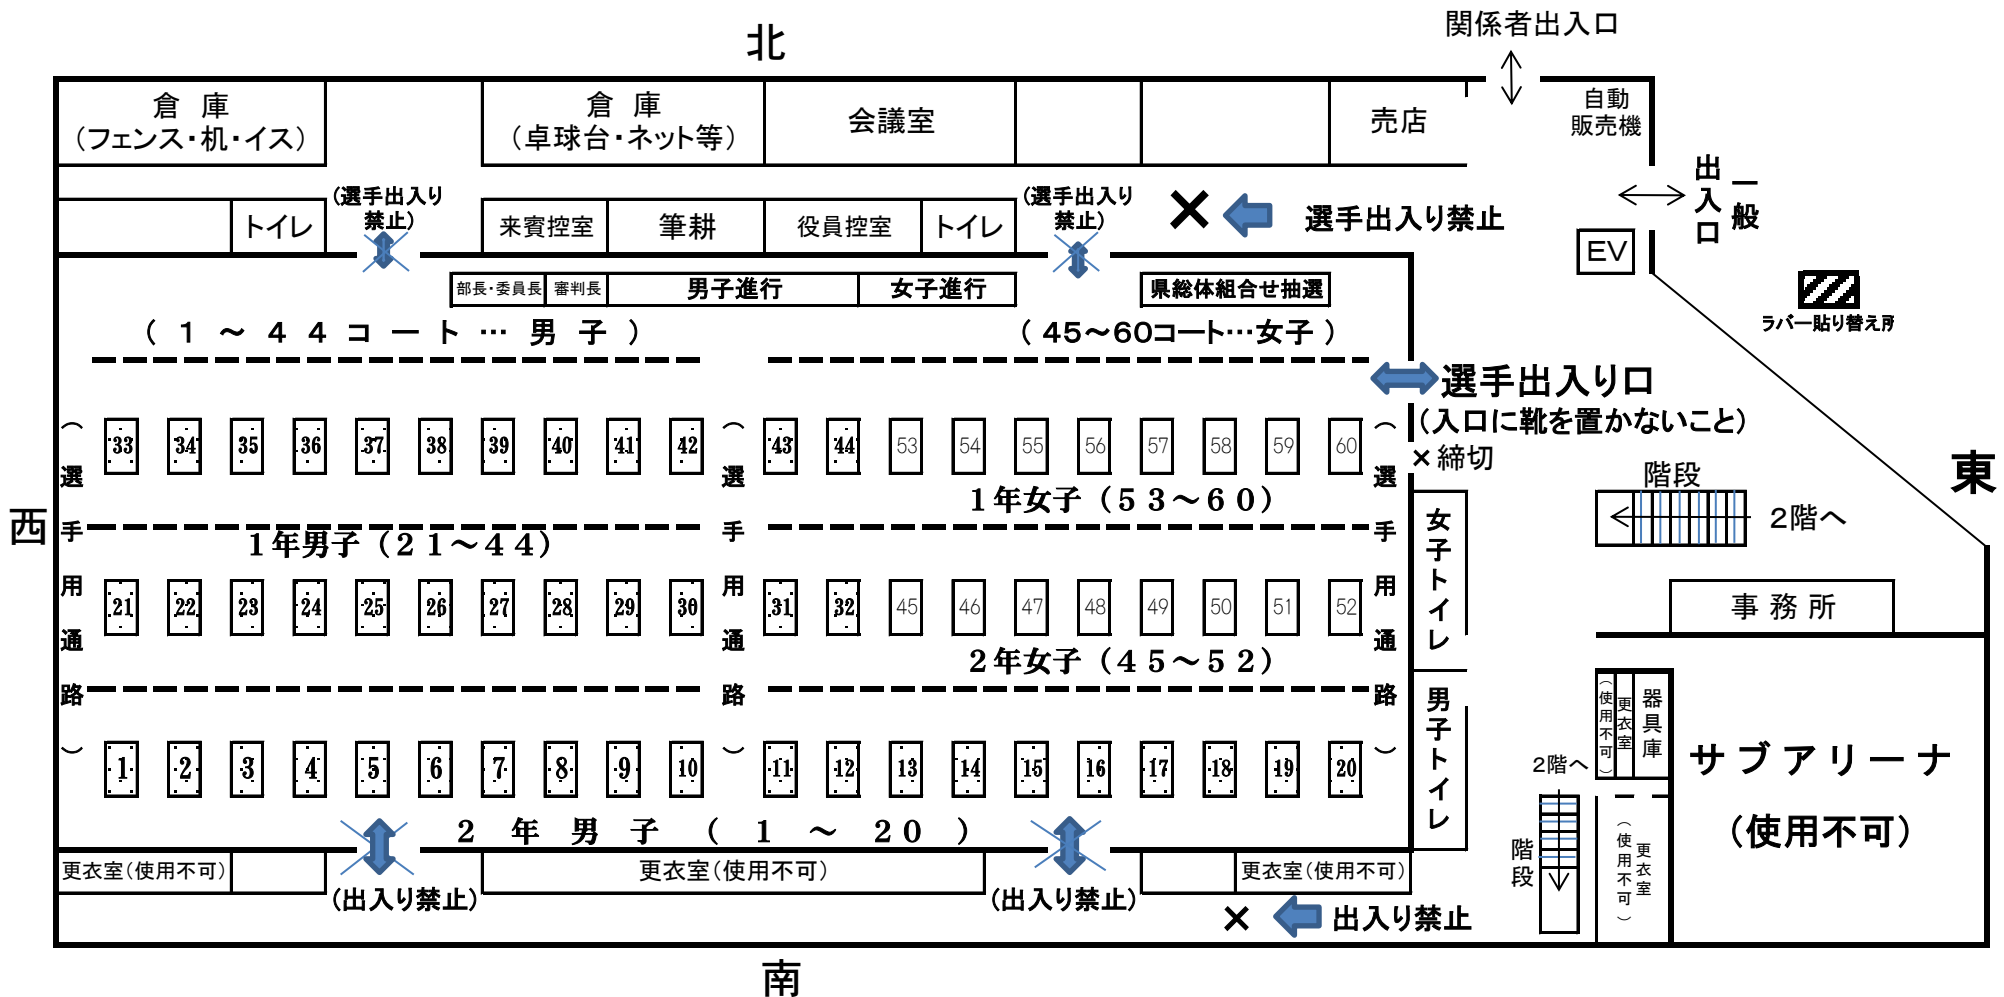 関係者出入口
北
倉 庫
（フェンス・机・イス）
倉 庫
（卓球台・ネット等）
会議室
売店
自動
販売機
一般
出入口
トイレ
(選手出入り
禁止)
来賓控室
筆耕
役員控室
トイレ
(選手出入り
禁止)
×
選手出入り禁止
EV
部長・委員長
審判長
男子進行
女子進行
県総体組合せ抽選
ラバー貼り替え所
（１～４４コート…男子）
（45～60コート…女子）
選手出入り口
（入口に靴を置かないこと）
×締切
（選手用通路）
（選手用通路）
（選手用通路）
33 34 35 36 37 38 39 40 41 42 43 44 53 54 55 56 57 58 59 60
1年女子（５３～６０）
1年男子（２１～４４）
21 22 23 24 25 26 27 28 29 30 31 32 45 46 47 48 49 50 51 52
2年女子（４５～５２）
1 2 3 4 5 6 7 8 9 10 11 12 13 14 15 16 17 18 19 20
２年男子（１～２０）
西
東
階段
2階へ
女子トイレ
男子トイレ
事務所
器具庫
更衣室
（使用不可）
サブアリーナ
（使用不可）
2階へ
階段
更衣室
（使用不可）
更衣室（使用不可）
更衣室（使用不可）
更衣室（使用不可）
（出入り禁止）
（出入り禁止）
×
出入り禁止
南